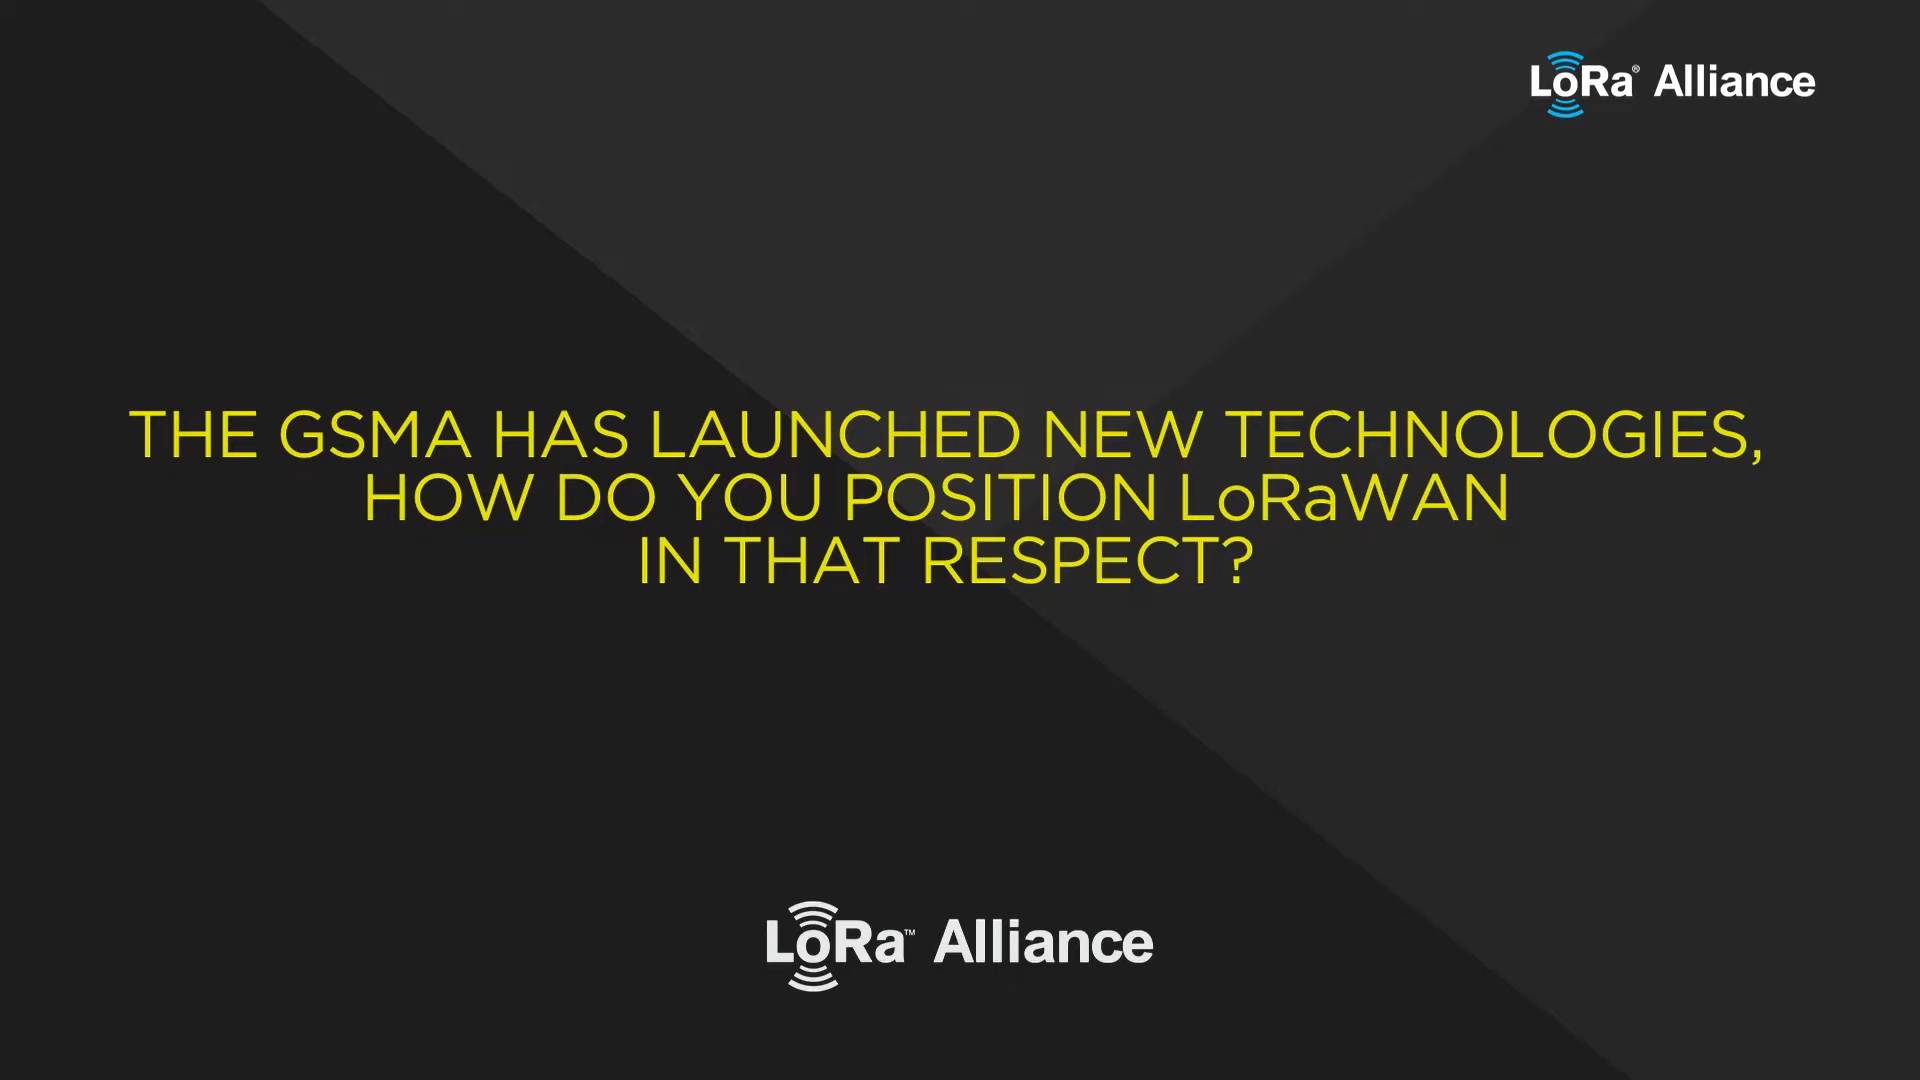 LoRa® Alliance
THE GSMA HAS LAUNCHED NEW TECHNOLOGIES,
HOW DO YOU POSITION LoRaWAN
IN THAT RESPECT?
LoRa™ Alliance